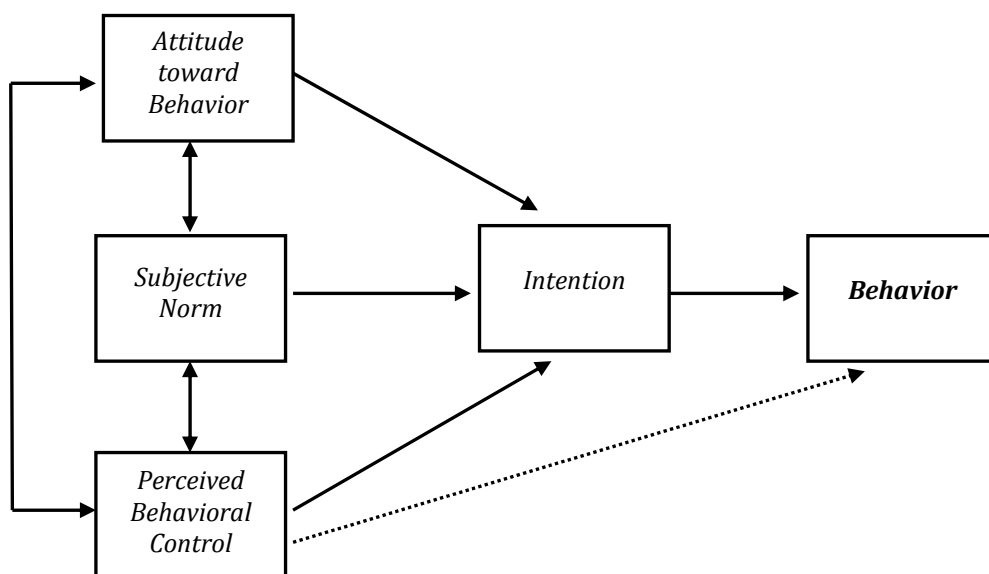 Attitude
toward
Behavior
Subjective
Norm
Intention
Behavior
Perceived
Behavioral
Control